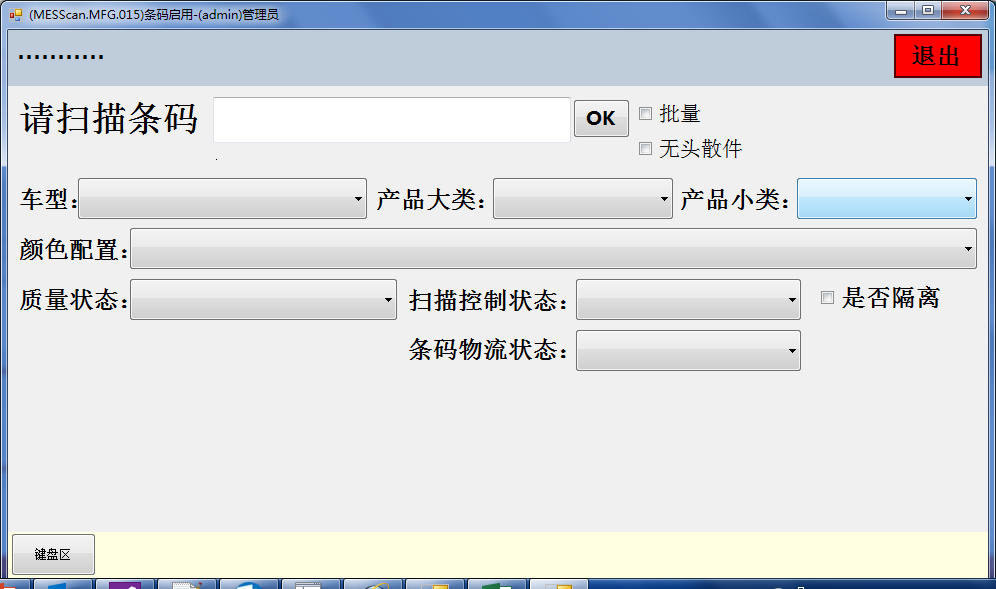 (MESScan.MFG.015)条码启用-(admin)管理员
...........
退出
请扫描条码 OK 批量
无头散件
.
车型: 产品大类: 产品小类:
颜色配置:
质量状态: 扫描控制状态: 是否隔离
条码物流状态:
键盘区